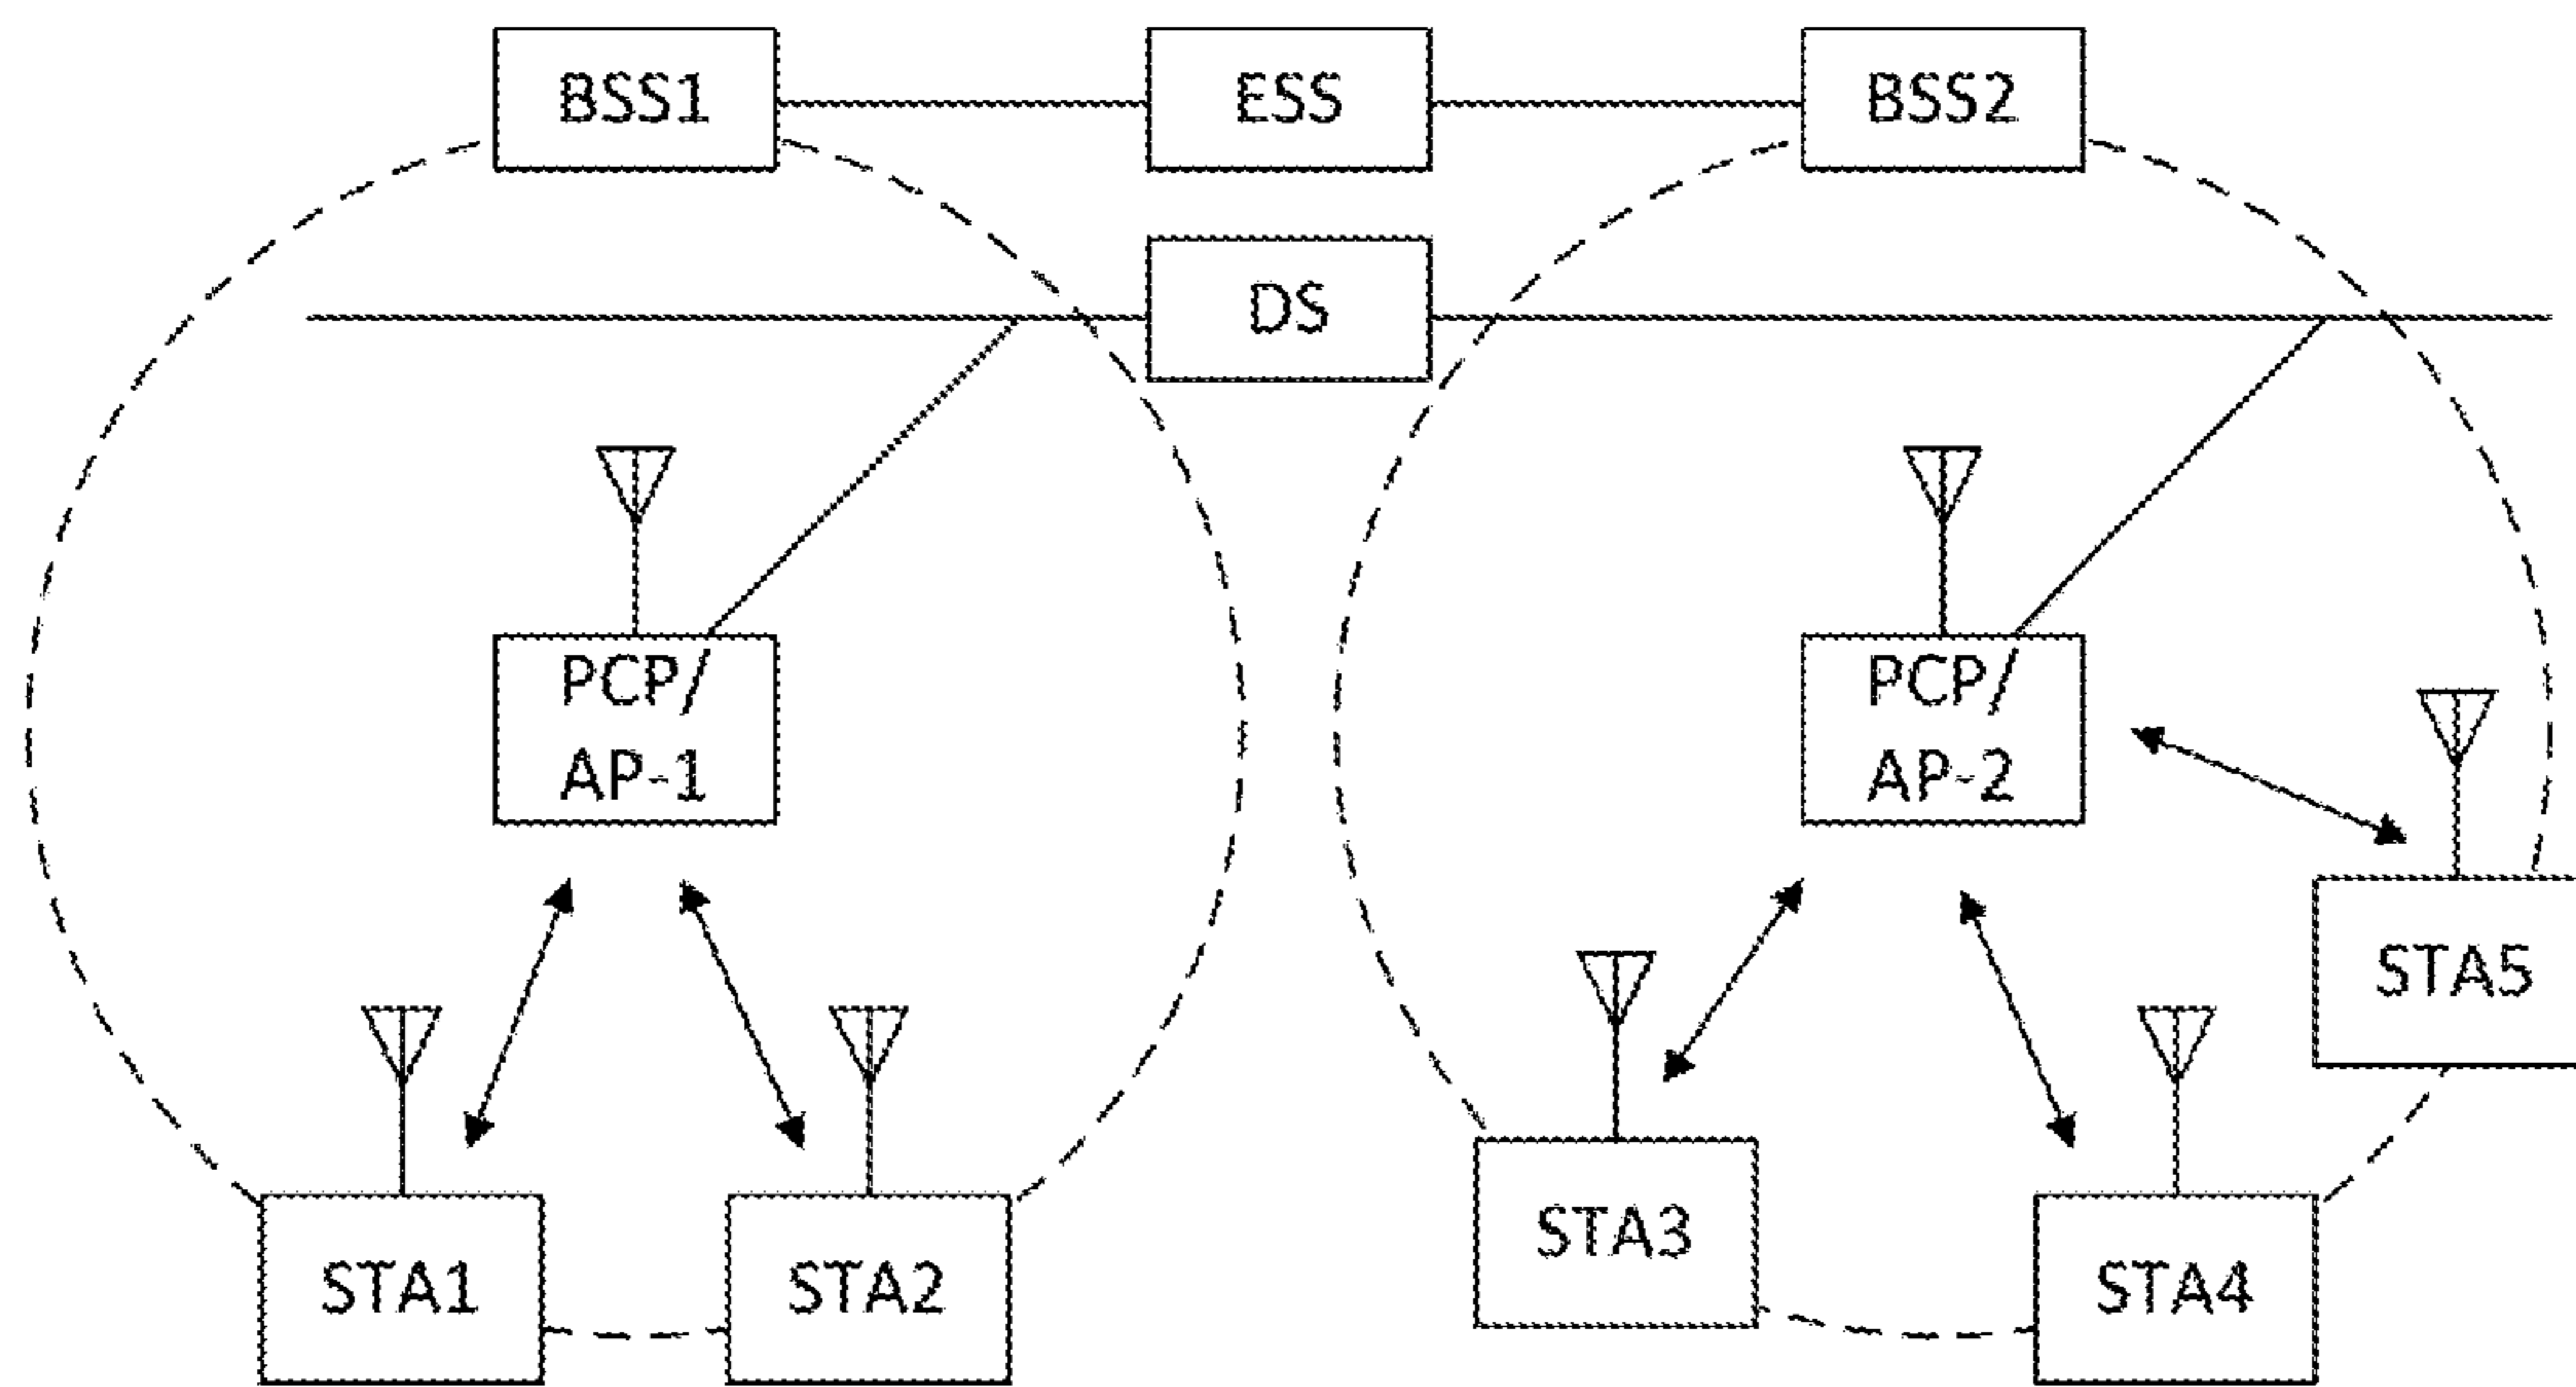 BSS1
ESS
BSS2
DS
PCP/
AP-1
PCP/
AP-2
STA5
STA3
STA4
STA1
STA2